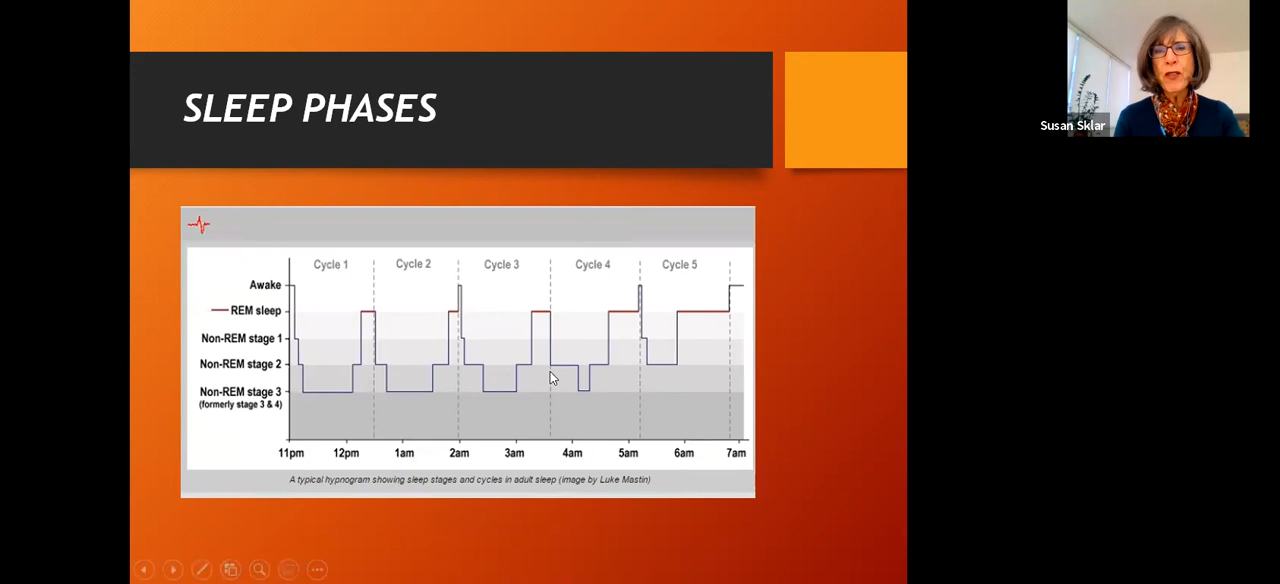 SLEEP PHASES
Susan Sklar
Cycle 1 Cycle 2 Cycle 3 Cycle 4 Cycle 5
Awake
REM sleep
Non-REM stage 1
Non-REM stage 2
Non-REM stage 3
(formerly stage 3 & 4)
11pm 12pm 1am 2am 3am 4am 5am 6am 7am
A typical hypnogram showing sleep stages and cycles in adult sleep (image by Luke Mastin)